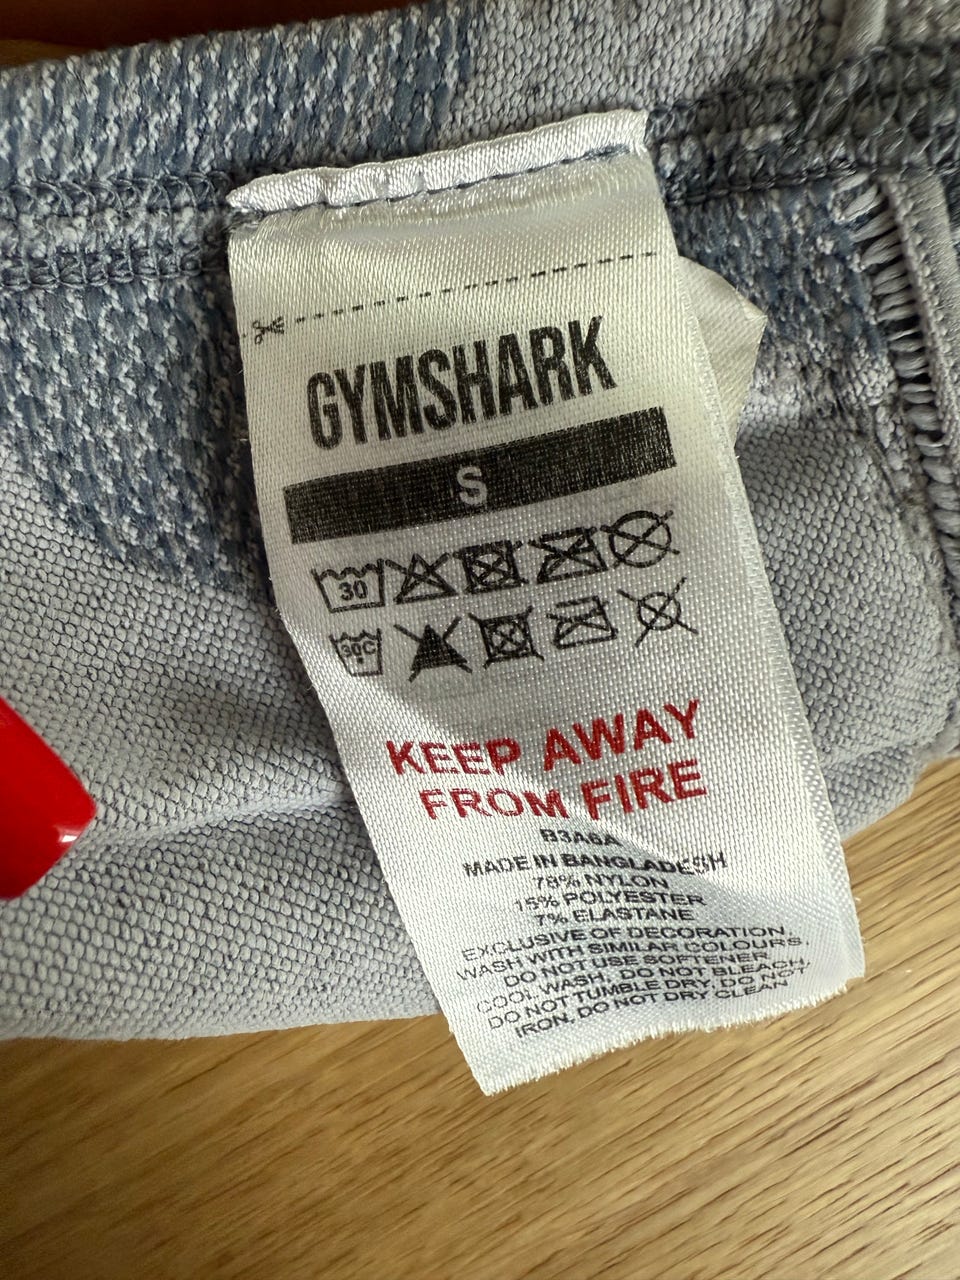 GYMSHARK
S
30
30C
KEEP AWAY
FROM FIRE
B3A6A
MADE IN BANGLADESH
78% NYLON
15% POLYESTER
7% ELASTANE
EXCLUSIVE OF DECORATION.
WASH WITH SIMILAR COLOURS.
DO NOT USE SOFTENER.
COOL WASH, DO NOT BLEACH,
DO NOT TUMBLE DRY, DO NOT
IRON, DO NOT DRY CLEAN